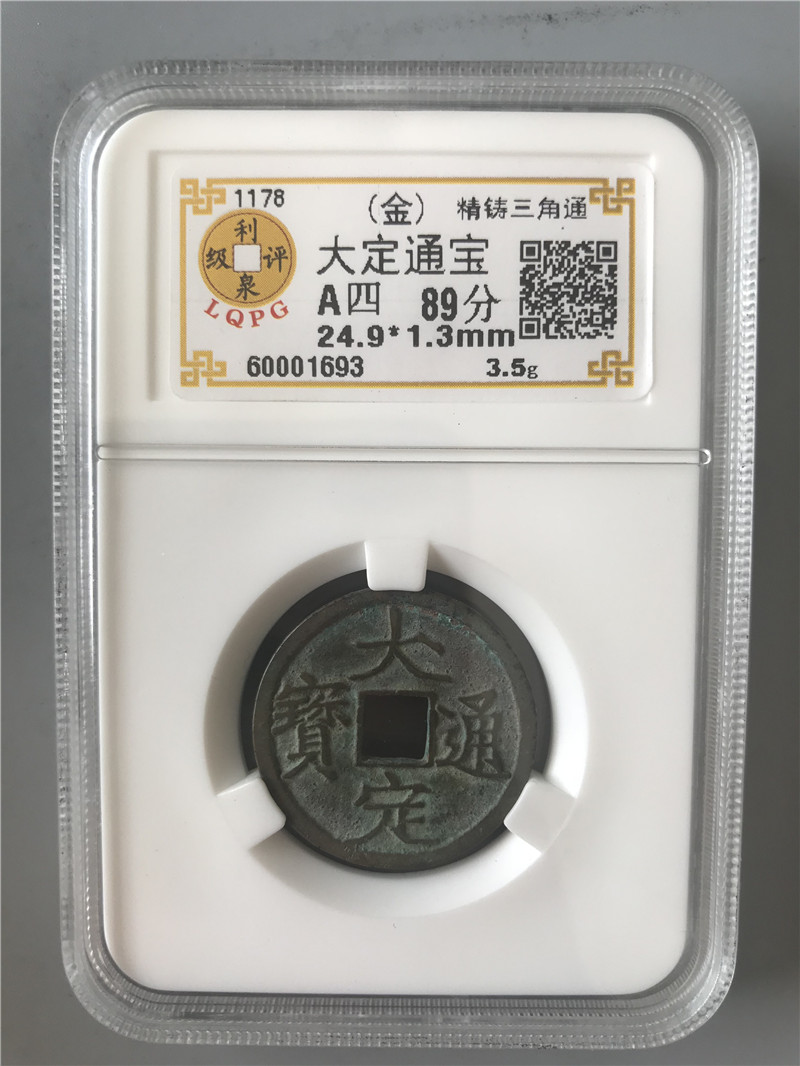 1178
(金) 精铸三角通
利 评 泉 级
LQPG
大定通宝
A四 89分
24.9*1.3mm
60001693 3.5g
大定通寳